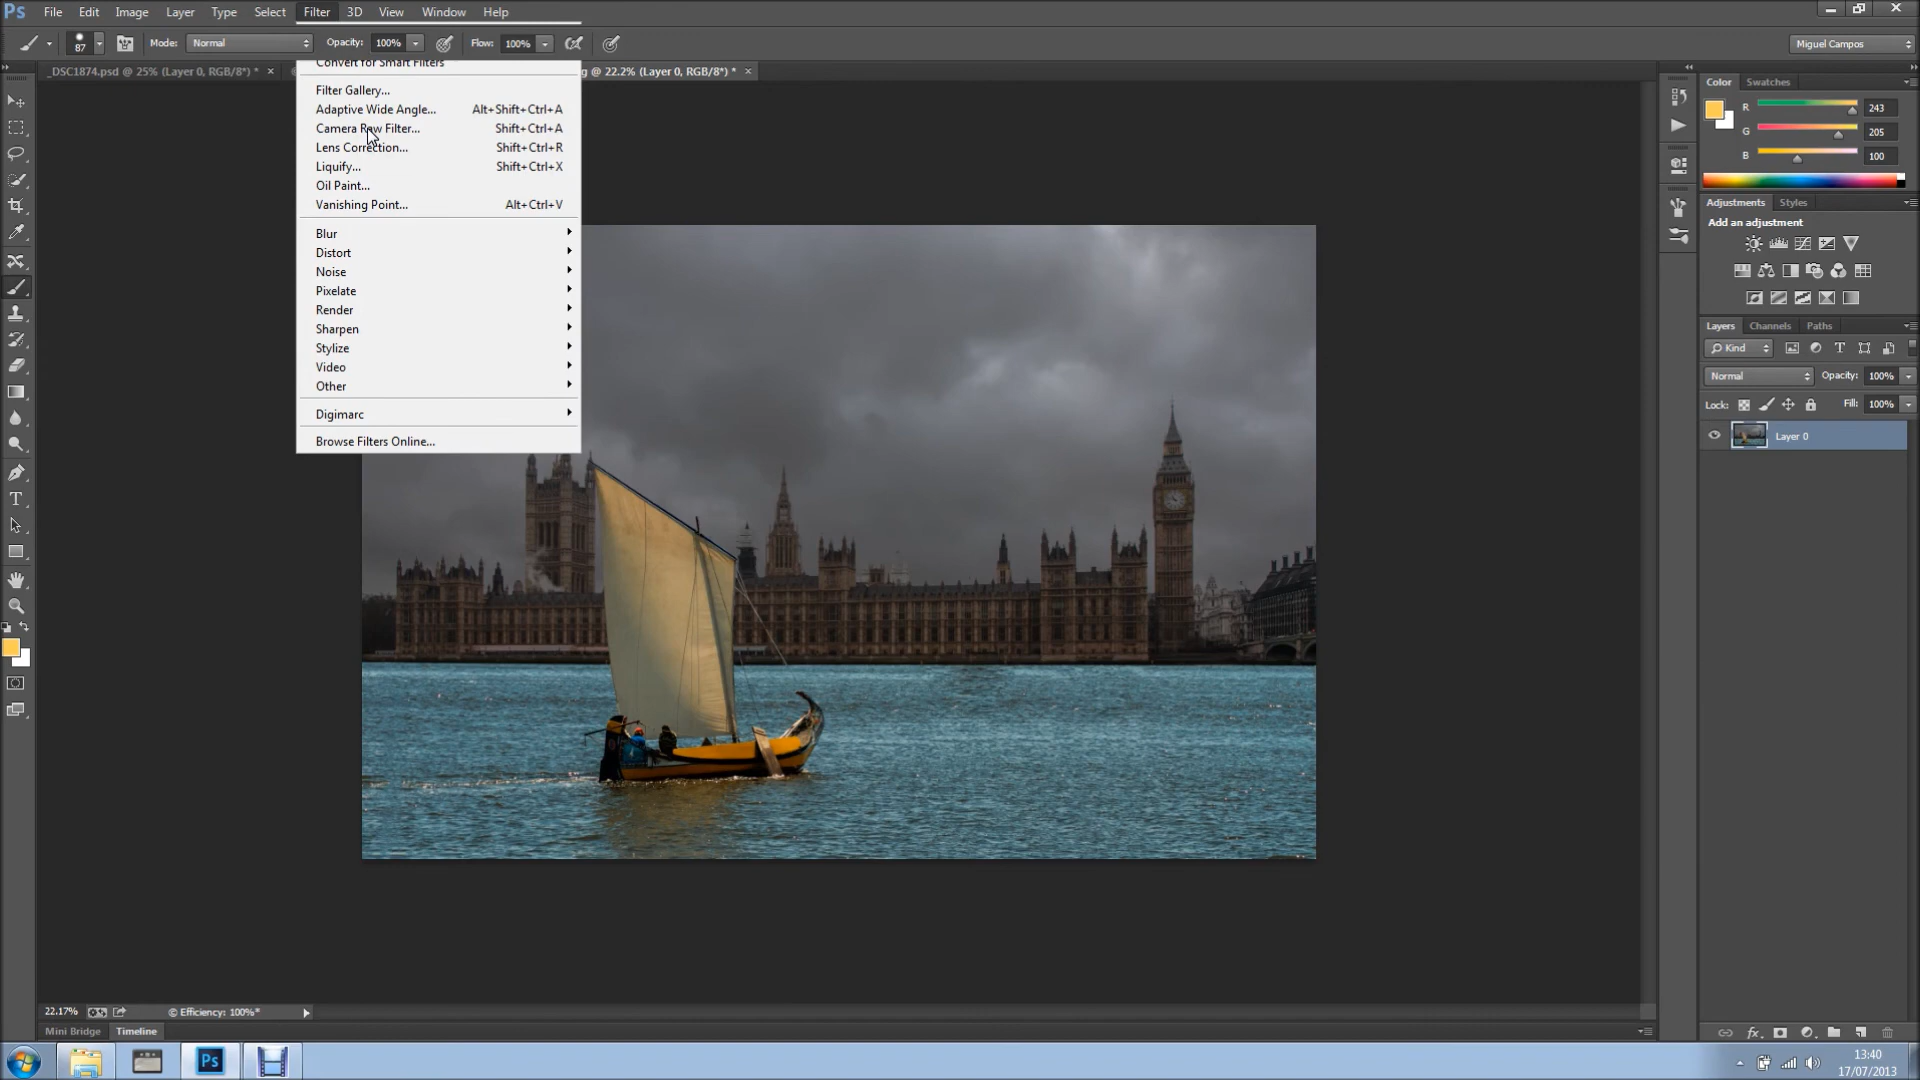 Ps File Edit Image Layer Type Select Filter 3D View Window Help
87 Mode: Normal Opacity: 100% Flow: 100% Miguel Campos
_DSC1874.psd @ 25% (Layer 0, RGB/8*) * × g @ 22.2% (Layer 0, RGB/8*) * ×
Convert for Smart Filters
Filter Gallery...
Adaptive Wide Angle... Alt+Shift+Ctrl+A
Camera Raw Filter... Shift+Ctrl+A
Lens Correction... Shift+Ctrl+R
Liquify... Shift+Ctrl+X
Oil Paint...
Vanishing Point... Alt+Ctrl+V
Blur
Distort
Noise
Pixelate
Render
Sharpen
Stylize
Video
Other
Digimarc
Browse Filters Online...
Color Swatches
R 243
G 205
B 100
Adjustments Styles
Add an adjustment
Layers Channels Paths
Kind
Normal Opacity: 100%
Lock: Fill: 100%
Layer 0
22.17% © Efficiency: 100%*
Mini Bridge Timeline
Ps
13:40
17/07/2013